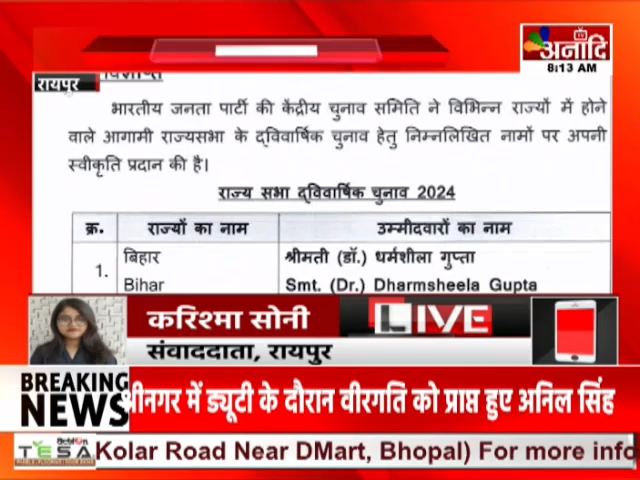 अनादि
TV
8:13 AM
रायपुर
विज्ञप्ति
भारतीय जनता पार्टी की केंद्रीय चुनाव समिति ने विभिन्न राज्यों में होने
वाले आगामी राज्यसभा के द्विवार्षिक चुनाव हेतु निम्नलिखित नामों पर अपनी
स्वीकृति प्रदान की है।
राज्य सभा द्विवार्षिक चुनाव 2024
क्र. राज्यों का नाम उम्मीदवारों का नाम
1. बिहार श्रीमती (डॉ.) धर्मशीला गुप्ता
Bihar Smt. (Dr.) Dharmsheela Gupta
करिश्मा सोनी LIVE
संवाददाता, रायपुर
BREAKING NEWS
श्रीनगर में ड्यूटी के दौरान वीरगति को प्राप्त हुए अनिल सिंह
TESA
Kolar Road Near DMart, Bhopal) For more info